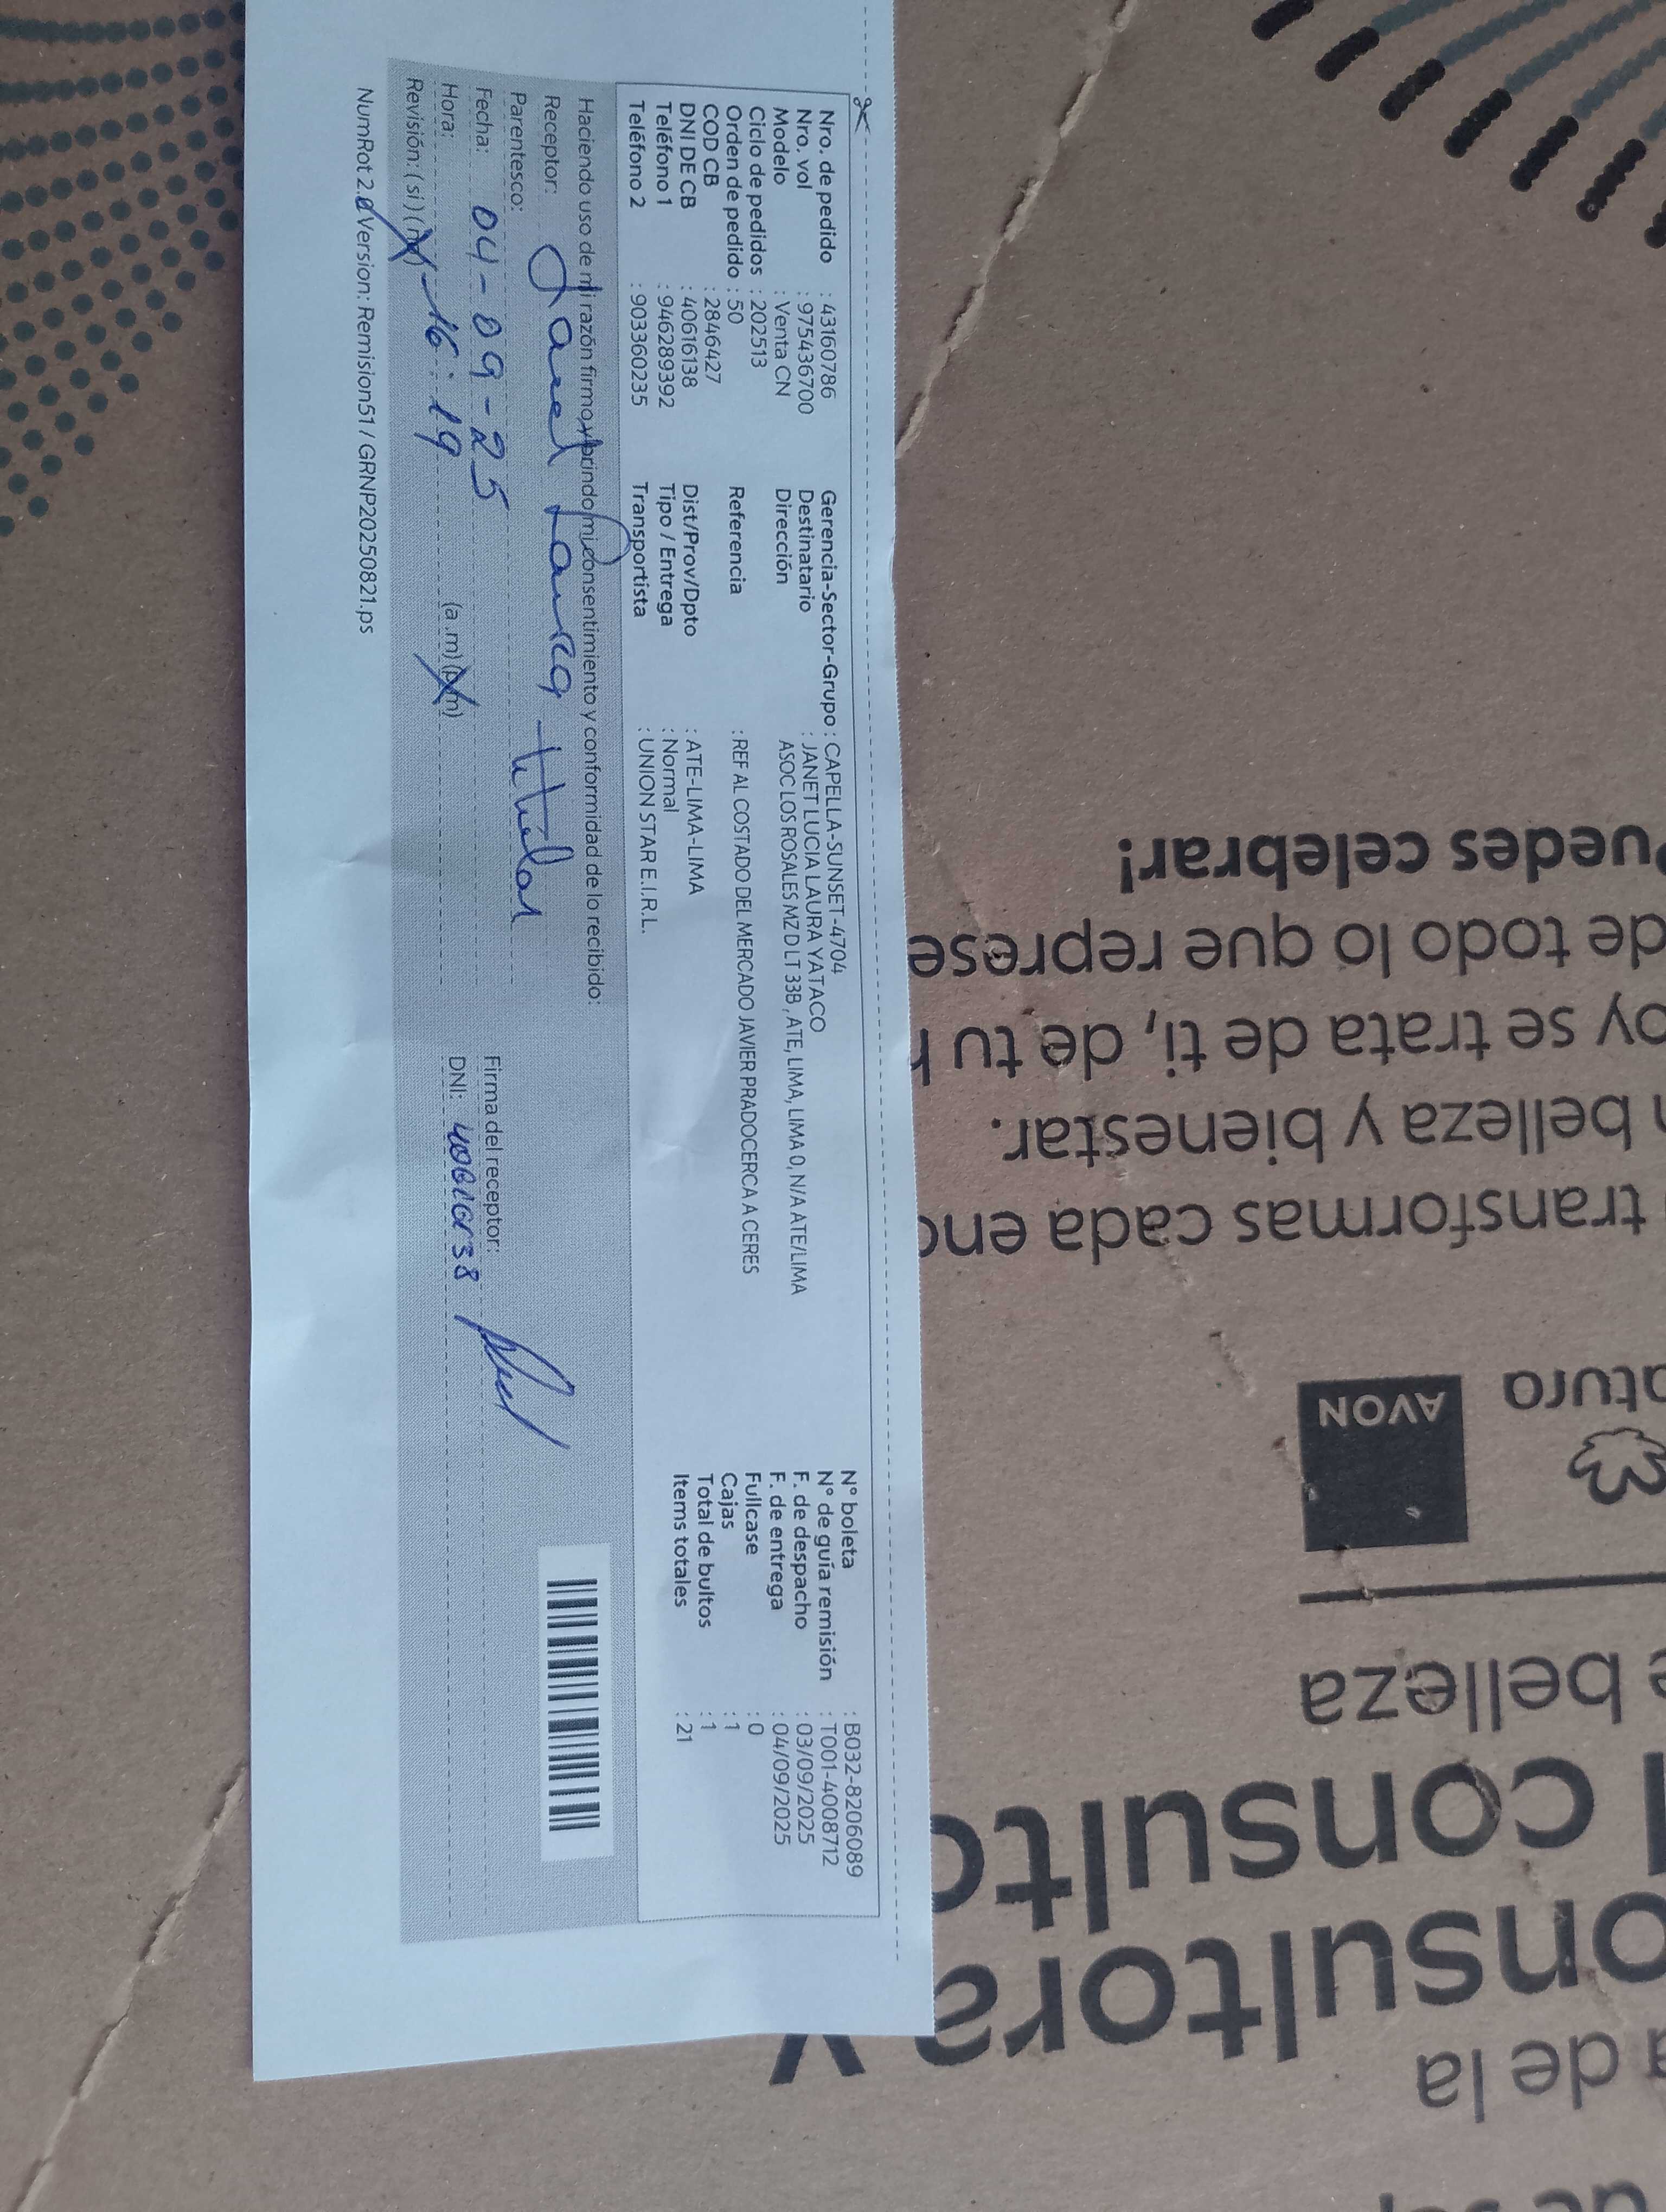 Nro. de pedido : 43160786
Nro. vol : 975436700
Modelo : Venta CN
Ciclo de pedidos : 202513
Orden de pedido : 50
COD CB : 2846427
DNI DE CB : 40616138
Teléfono 1 : 946289392
Teléfono 2 : 903360235
Gerencia-Sector-Grupo : CAPELLA-SUNSET-4704
Destinatario : JANET LUCIA LAURA YATACO
Dirección ASOC LOS ROSALES MZ D LT 33B , ATE, LIMA, LIMA 0, N/A ATE/LIMA
Referencia : REF AL COSTADO DEL MERCADO JAVIER PRADOCERCA A CERES
Dist/Prov/Dpto : ATE-LIMA-LIMA
Tipo / Entrega : Normal
Transportista : UNION STAR E.I.R.L.
N° boleta : B032-8206089
N° de guía remisión : T001-4008712
F. de despacho : 03/09/2025
F. de entrega : 04/09/2025
Fullcase : 0
Cajas : 1
Total de bultos : 1
Items totales : 21
Haciendo uso de mi razón firmo y brindo mi consentimiento y conformidad de lo recibido:
Receptor: Janet Laura
Parentesco: titular
Fecha: 04-09-25
Hora: 16:19 (a.m) (p.m)
Revisión: ( si ) ( no )
Firma del receptor:
DNI: 40616138
NumRot 2.0 Version: Remision51 / GRNP20250821.ps
de la
onsultora y
l consulto
e belleza
atura
AVON
transformas cada enc
n belleza y bienestar.
oy se trata de ti, de tu
de todo lo que represe
Puedes celebrar!